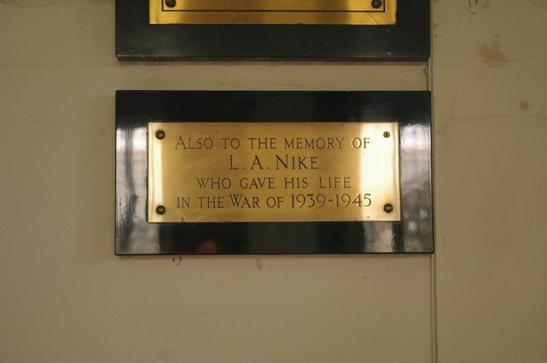 ALSO TO THE MEMORY OF
L. A. NIKE
WHO GAVE HIS LIFE
IN THE WAR OF 1939-1945